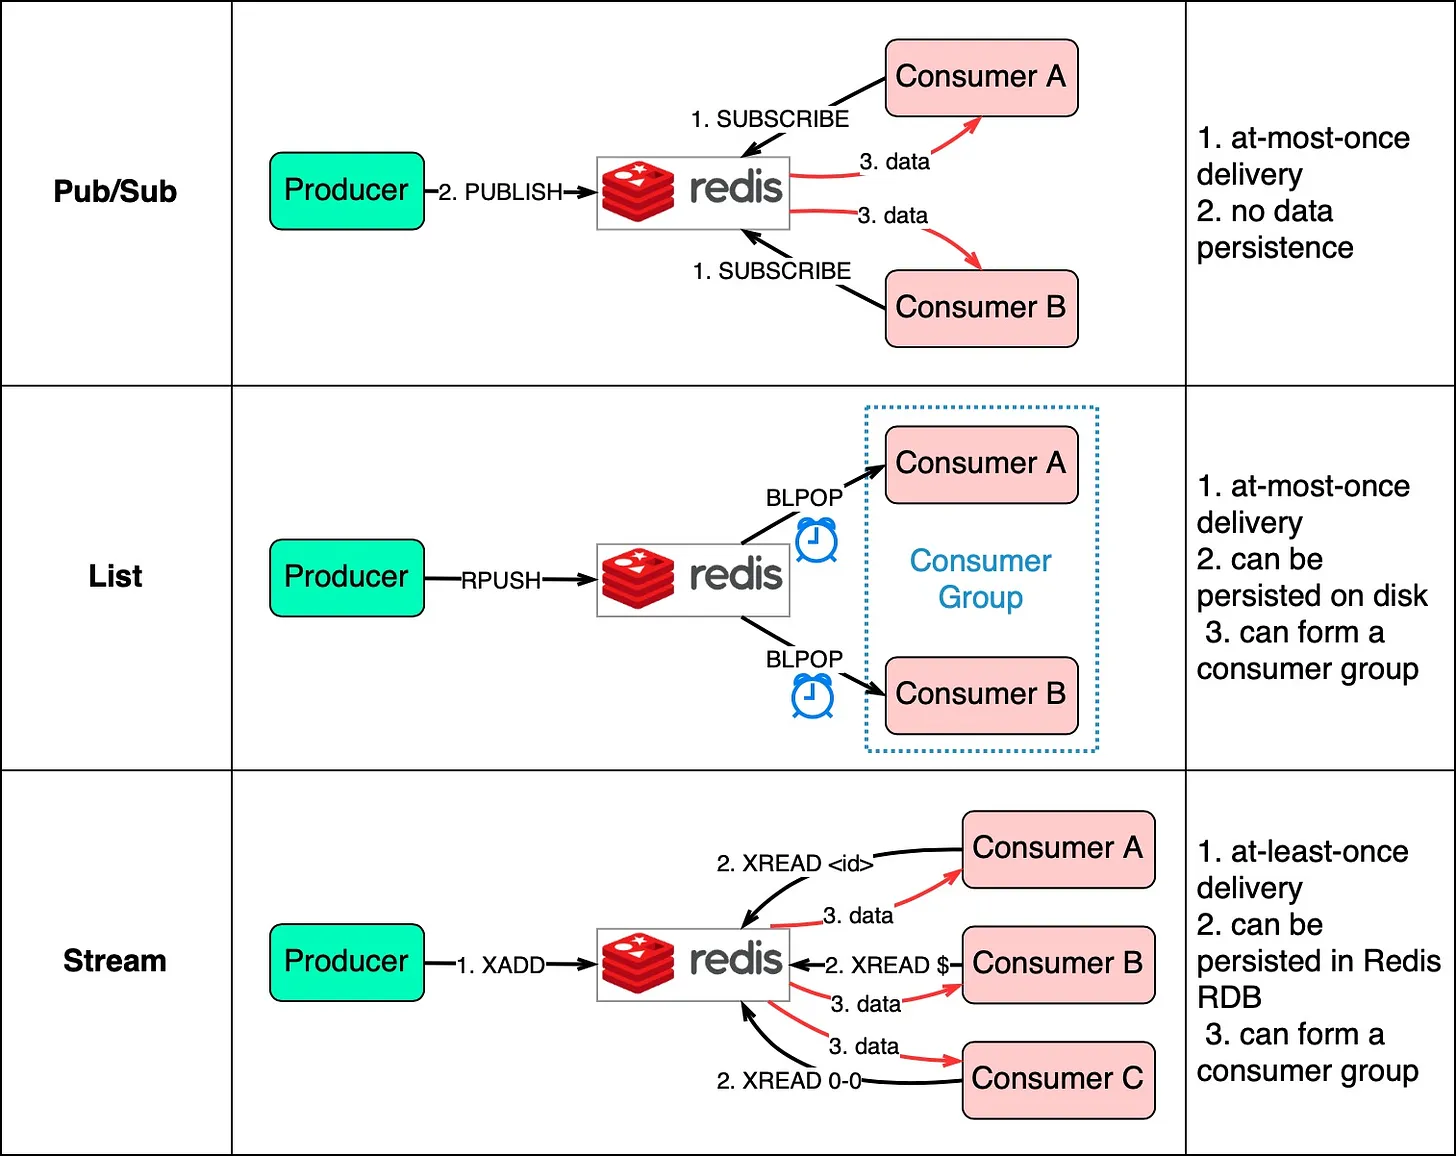 Pub/Sub
Producer
2. PUBLISH
redis
1. SUBSCRIBE
Consumer A
3. data
3. data
1. SUBSCRIBE
Consumer B
1. at-most-once
delivery
2. no data
persistence
List
Producer
RPUSH
redis
BLPOP
Consumer A
Consumer
Group
BLPOP
Consumer B
1. at-most-once
delivery
2. can be
persisted on disk
3. can form a
consumer group
Stream
Producer
1. XADD
redis
2. XREAD <id>
Consumer A
3. data
2. XREAD $
Consumer B
3. data
3. data
2. XREAD 0-0
Consumer C
1. at-least-once
delivery
2. can be
persisted in Redis
RDB
3. can form a
consumer group